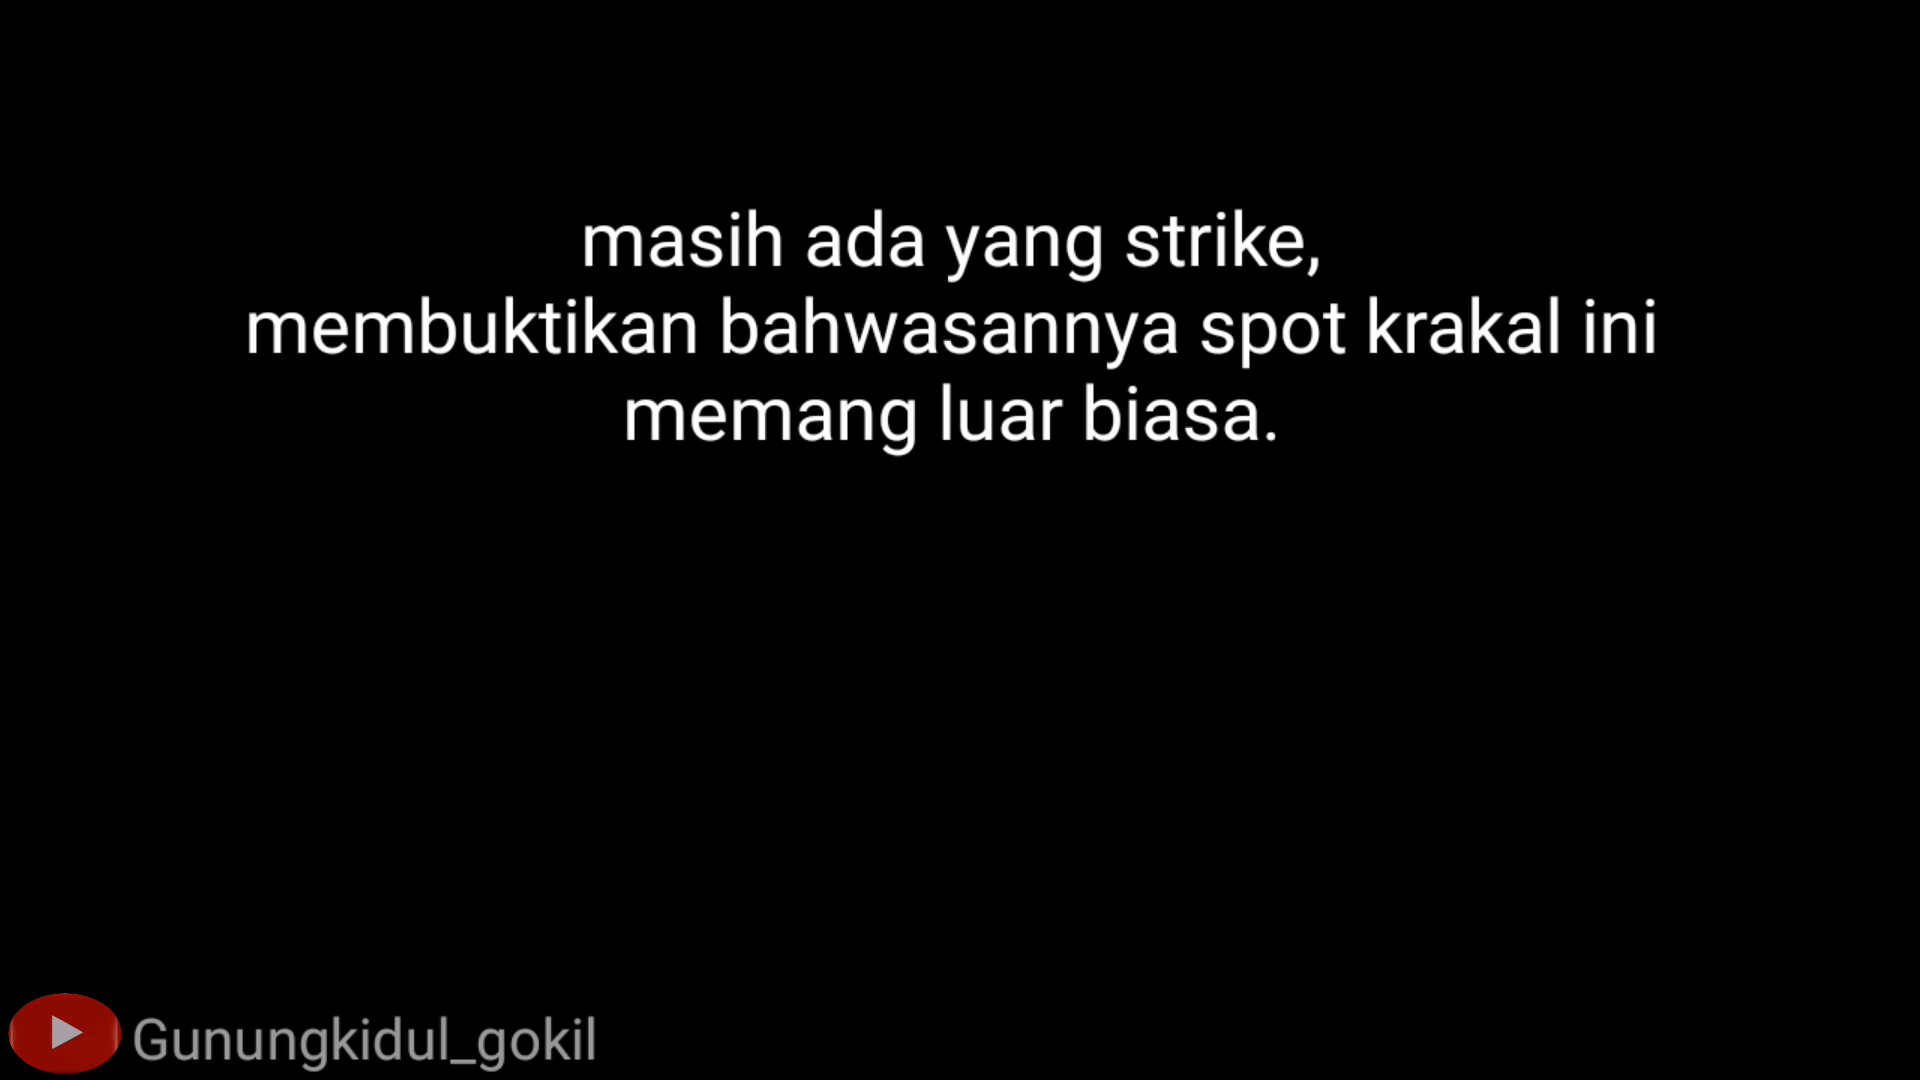 masih ada yang strike,
membuktikan bahwasannya spot krakal ini
memang luar biasa.
Gunungkidul_gokil